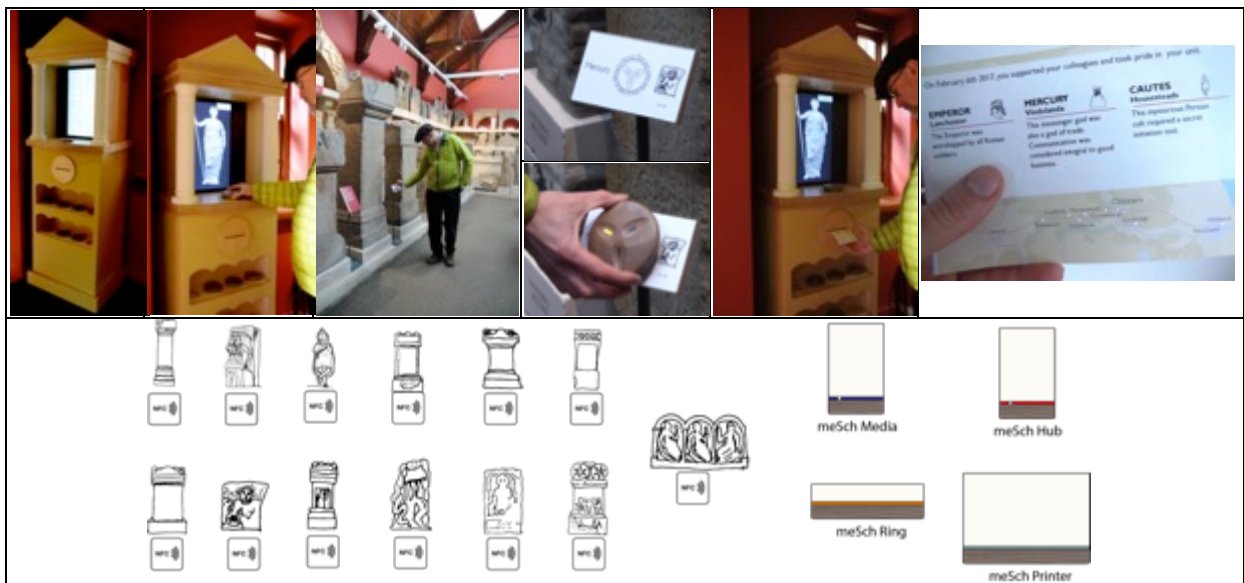 Mercury
On February 6th 2017, you supported your colleagues and took pride in your unit.
EMPEROR
Lanchester
The Emperor was
worshipped by all Roman
soldiers.
MERCURY
Vindolanda
This messenger god was
also a god of trade.
Communication was
considered integral to good
business.
CAUTES
Housesteads
This mysterious Persian
cult required a secret
initiation test.
NFC
NFC
NFC
NFC
NFC
NFC
NFC
NFC
NFC
NFC
NFC
NFC
NFC
meSch Media
meSch Hub
meSch Ring
meSch Printer